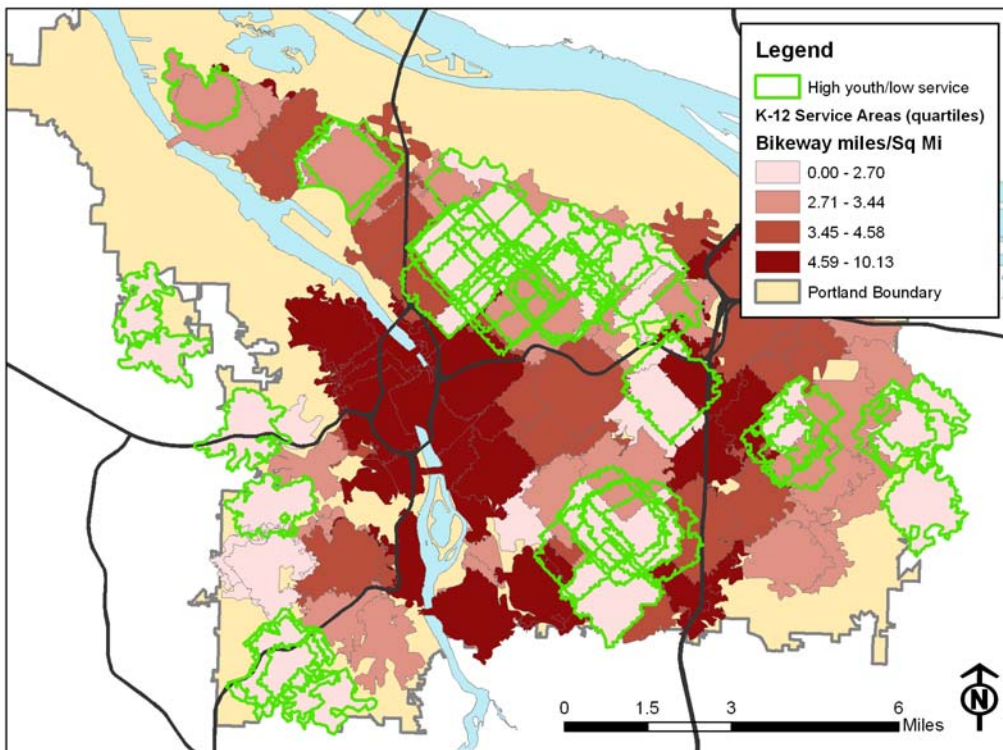 Legend
High youth/low service
K-12 Service Areas (quartiles)
Bikeway miles/Sq Mi
0.00 - 2.70
2.71 - 3.44
3.45 - 4.58
4.59 - 10.13
Portland Boundary
N
0 1.5 3 6
Miles